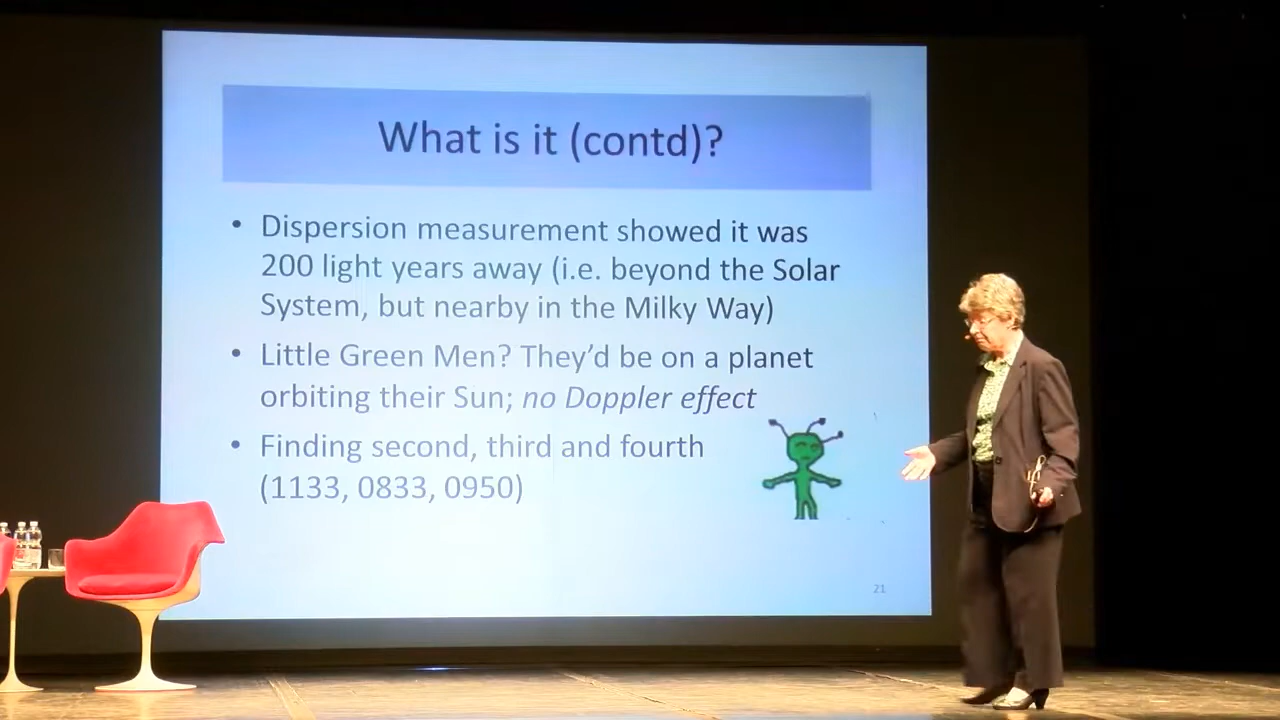 What is it (contd)?
• Dispersion measurement showed it was
200 light years away (i.e. beyond the Solar
System, but nearby in the Milky Way)
• Little Green Men? They’d be on a planet
orbiting their Sun; no Doppler effect
• Finding second, third and fourth
(1133, 0833, 0950)
21